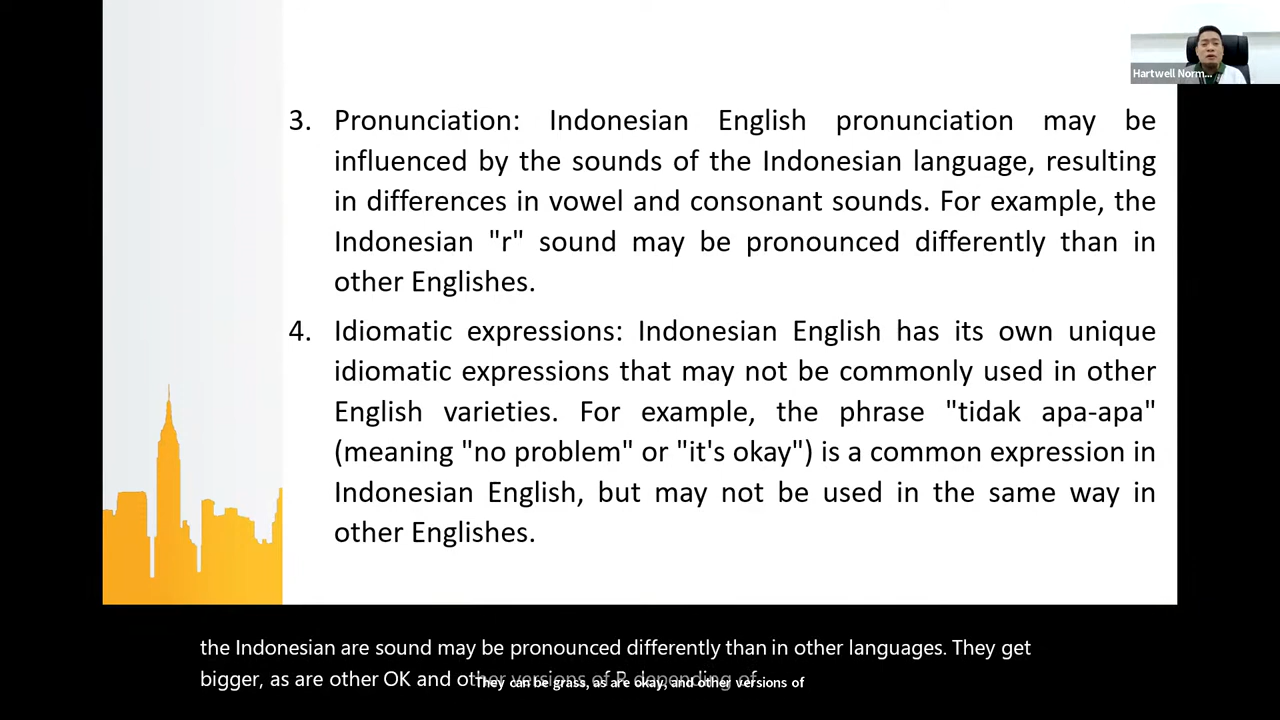 Hartwell Norm...
3. Pronunciation: Indonesian English pronunciation may be
influenced by the sounds of the Indonesian language, resulting
in differences in vowel and consonant sounds. For example, the
Indonesian "r" sound may be pronounced differently than in
other Englishes.
4. Idiomatic expressions: Indonesian English has its own unique
idiomatic expressions that may not be commonly used in other
English varieties. For example, the phrase "tidak apa-apa"
(meaning "no problem" or "it's okay") is a common expression in
Indonesian English, but may not be used in the same way in
other Englishes.
the Indonesian are sound may be pronounced differently than in other languages. They get
bigger, as are other OK and other versions of R depending of
They can be grass, as are okay, and other versions of